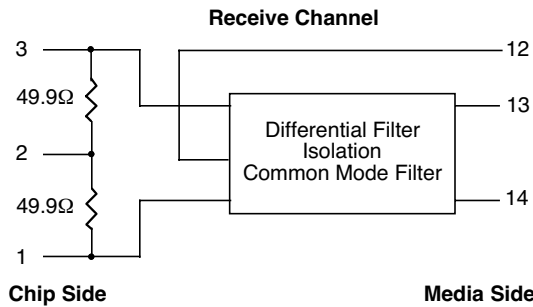 Receive Channel
3
12
49.9Ω
13
Differential Filter
Isolation
Common Mode Filter
2
49.9Ω
14
1
Chip Side
Media Side